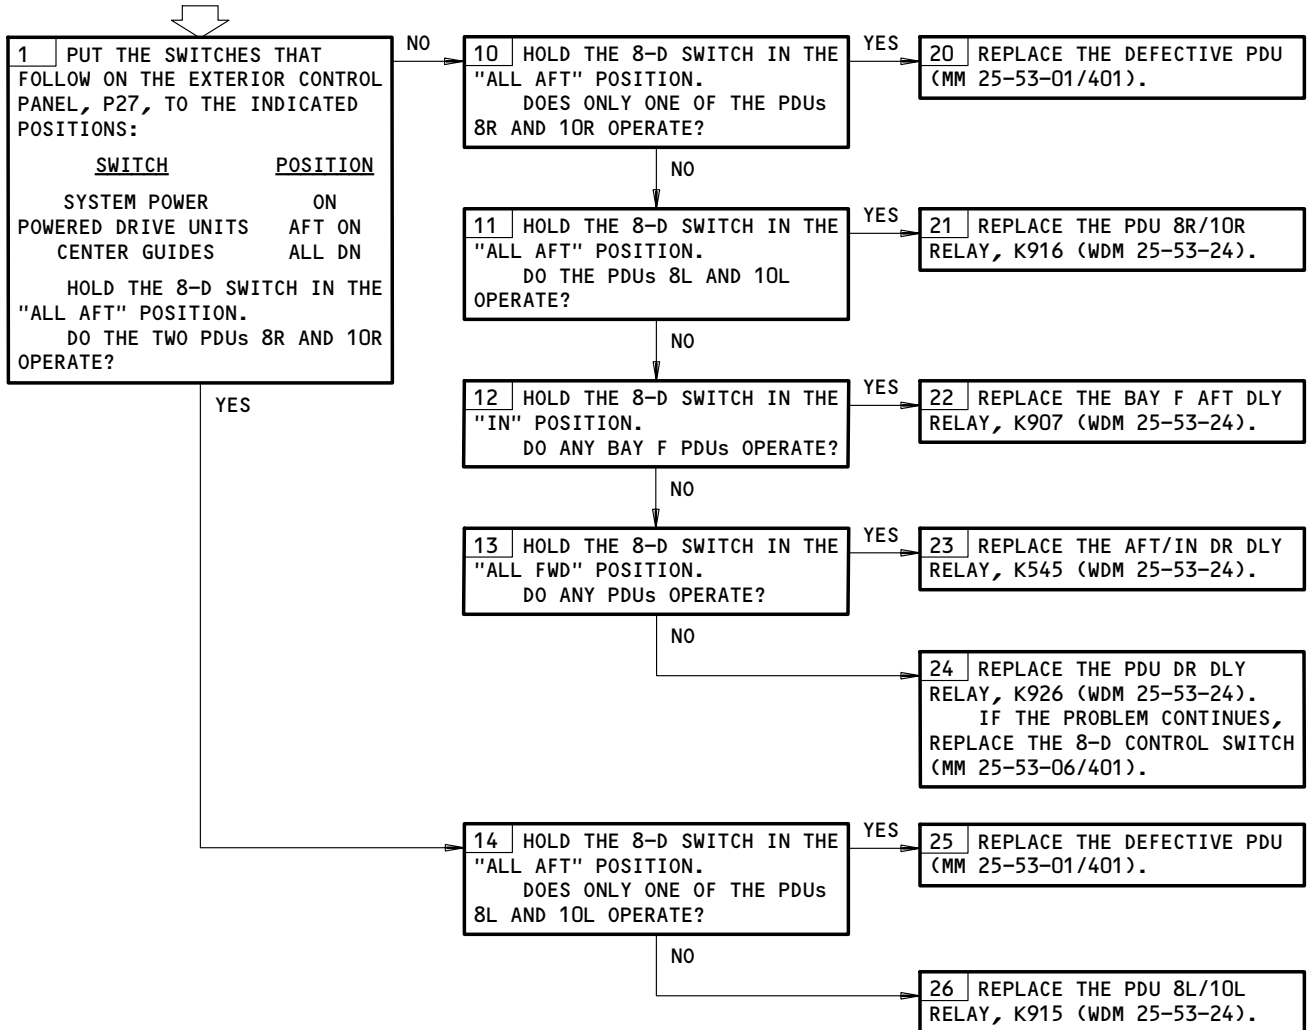 1 PUT THE SWITCHES THAT
FOLLOW ON THE EXTERIOR CONTROL
PANEL, P27, TO THE INDICATED
POSITIONS:
SWITCH POSITION
SYSTEM POWER ON
POWERED DRIVE UNITS AFT ON
CENTER GUIDES ALL DN
HOLD THE 8-D SWITCH IN THE
"ALL AFT" POSITION.
DO THE TWO PDUs 8R AND 10R
OPERATE?
NO
YES
10 HOLD THE 8-D SWITCH IN THE
"ALL AFT" POSITION.
DOES ONLY ONE OF THE PDUs
8R AND 10R OPERATE?
YES
20 REPLACE THE DEFECTIVE PDU
(MM 25-53-01/401).
NO
11 HOLD THE 8-D SWITCH IN THE
"ALL AFT" POSITION.
DO THE PDUs 8L AND 10L
OPERATE?
YES
21 REPLACE THE PDU 8R/10R
RELAY, K916 (WDM 25-53-24).
NO
12 HOLD THE 8-D SWITCH IN THE
"IN" POSITION.
DO ANY BAY F PDUs OPERATE?
YES
22 REPLACE THE BAY F AFT DLY
RELAY, K907 (WDM 25-53-24).
NO
13 HOLD THE 8-D SWITCH IN THE
"ALL FWD" POSITION.
DO ANY PDUs OPERATE?
YES
23 REPLACE THE AFT/IN DR DLY
RELAY, K545 (WDM 25-53-24).
NO
24 REPLACE THE PDU DR DLY
RELAY, K926 (WDM 25-53-24).
IF THE PROBLEM CONTINUES,
REPLACE THE 8-D CONTROL SWITCH
(MM 25-53-06/401).
14 HOLD THE 8-D SWITCH IN THE
"ALL AFT" POSITION.
DOES ONLY ONE OF THE PDUs
8L AND 10L OPERATE?
YES
25 REPLACE THE DEFECTIVE PDU
(MM 25-53-01/401).
NO
26 REPLACE THE PDU 8L/10L
RELAY, K915 (WDM 25-53-24).